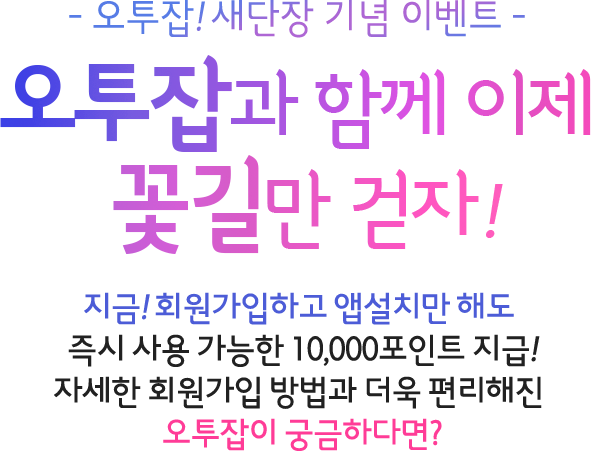 - 오투잡! 새단장 기념 이벤트 -
오투잡과 함께 이제
꽃길만 걷자!
지금! 회원가입하고 앱설치만 해도
즉시 사용 가능한 10,000포인트 지급!
자세한 회원가입 방법과 더욱 편리해진
오투잡이 궁금하다면?